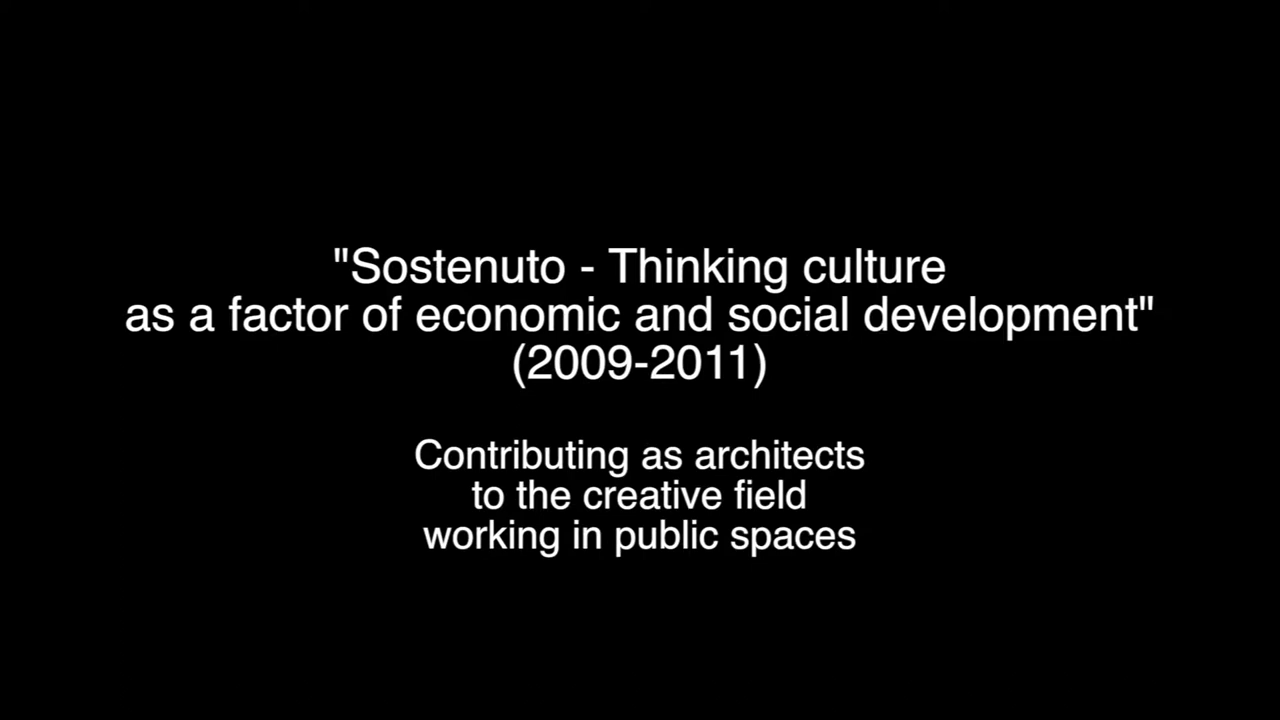 "Sostenuto - Thinking culture
as a factor of economic and social development"
(2009-2011)
Contributing as architects
to the creative field
working in public spaces